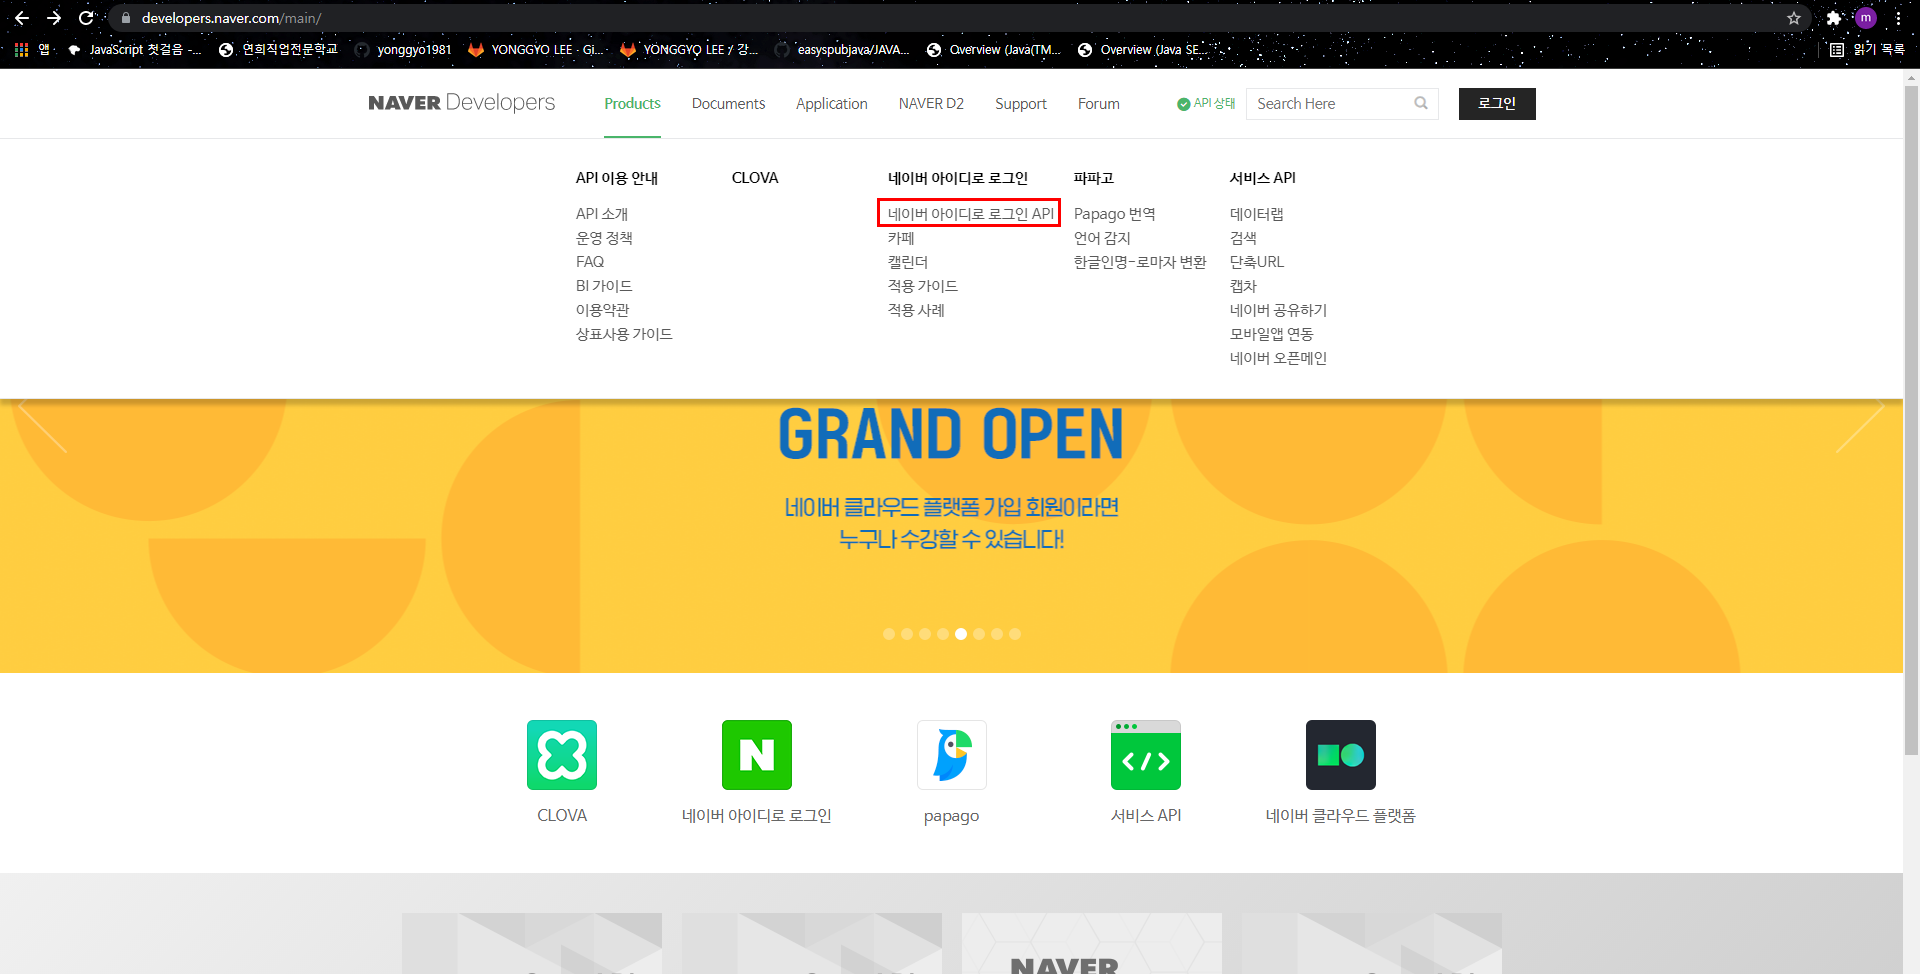 developers.naver.com/main/
m
앱
JavaScript 첫걸음 -...
연희직업전문학교
yonggyo1981
YONGGYO LEE · Gi...
YONGGYO LEE / 강...
easyspubjava/JAVA...
Overview (Java(TM...
Overview (Java SE...
읽기 목록
NAVER Developers
Products
Documents
Application
NAVER D2
Support
Forum
API 상태
Search Here
로그인
API 이용 안내
API 소개
운영 정책
FAQ
BI 가이드
이용약관
상표사용 가이드
CLOVA
네이버 아이디로 로그인
네이버 아이디로 로그인 API
카페
캘린더
적용 가이드
적용 사례
파파고
Papago 번역
언어 감지
한글인명-로마자 변환
서비스 API
데이터랩
검색
단축URL
캡차
네이버 공유하기
모바일앱 연동
네이버 오픈메인
GRAND OPEN
네이버 클라우드 플랫폼 가입 회원이라면
누구나 수강할 수 있습니다!
N
CLOVA
네이버 아이디로 로그인
papago
</>
서비스 API
네이버 클라우드 플랫폼
NAVER